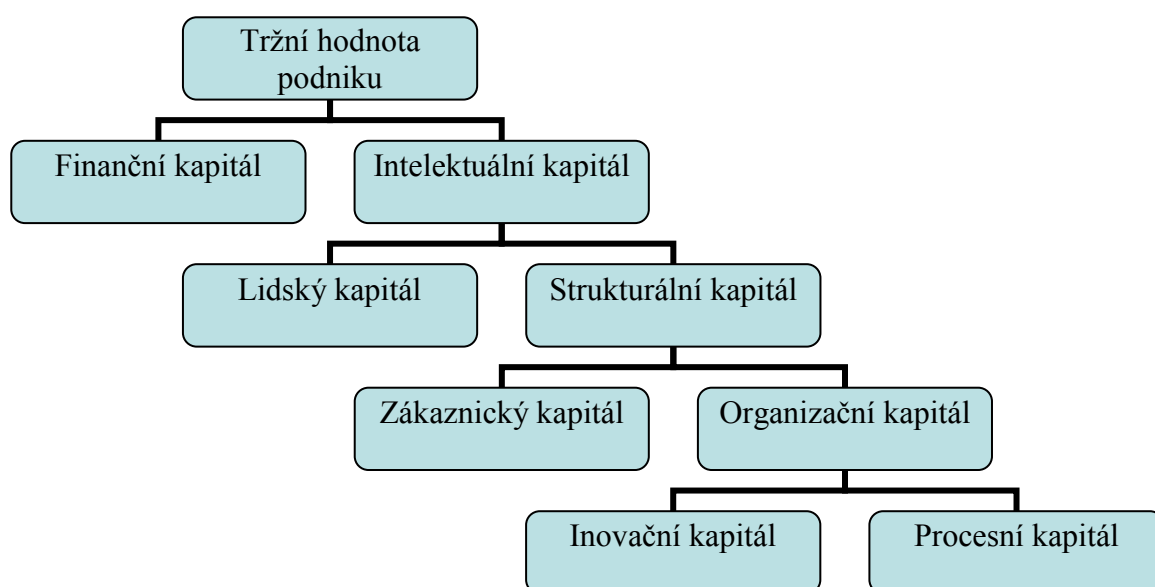 Tržní hodnota
podniku
Finanční kapitál
Intelektuální kapitál
Lidský kapitál
Strukturální kapitál
Zákaznický kapitál
Organizační kapitál
Inovační kapitál
Procesní kapitál